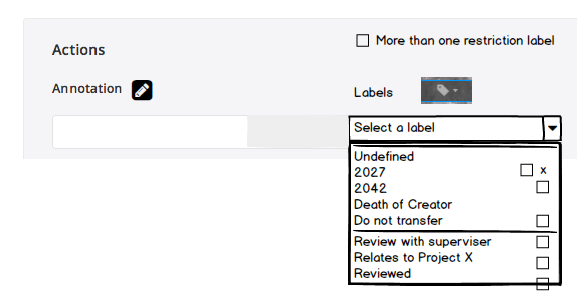 Actions
More than one restriction label
Annotation
Labels
Select a label
Undefined
2027
x
2042
Death of Creator
Do not transfer
Review with superviser
Relates to Project X
Reviewed